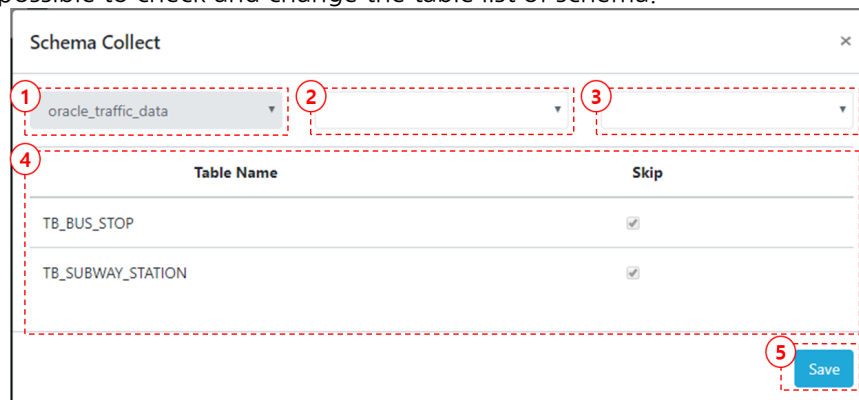 possible to check and change the table list of schema.
Schema Collect ×
1 oracle_traffic_data 2 3
4
Table Name Skip
TB_BUS_STOP
TB_SUBWAY_STATION
5
Save